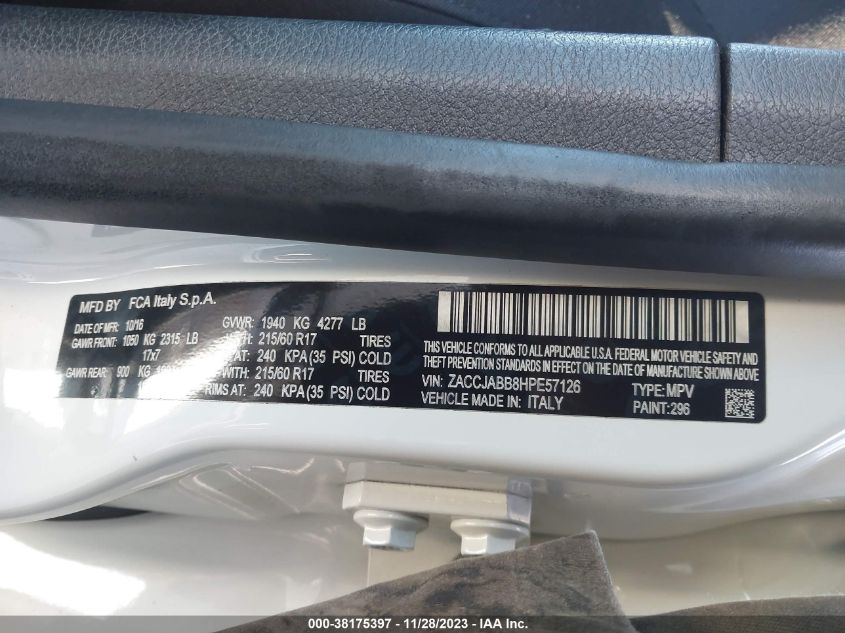 MFD BY FCA Italy S.p.A.
DATE OF MFR: 10/16 GVWR: 1940 KG 4277 LB
GAWR FRONT: 1050 KG 2315 LB WITH: 215/60 R17 TIRES
17x7 AT: 240 KPA(35 PSI) COLD
GAWR REAR: 900 KG WITH: 215/60 R17 TIRES
RIMS AT: 240 KPA(35 PSI) COLD
THIS VEHICLE CONFORMS TO ALL APPLICABLE U.S.A. FEDERAL MOTOR VEHICLE SAFETY AND
THEFT PREVENTION STANDARDS IN EFFECT ON THE DATE OF MANUFACTURE SHOWN ABOVE.
VIN: ZACCJABB8HPE57126 TYPE: MPV
VEHICLE MADE IN: ITALY PAINT: 296
000-38175397 - 11/28/2023 - IAA Inc.